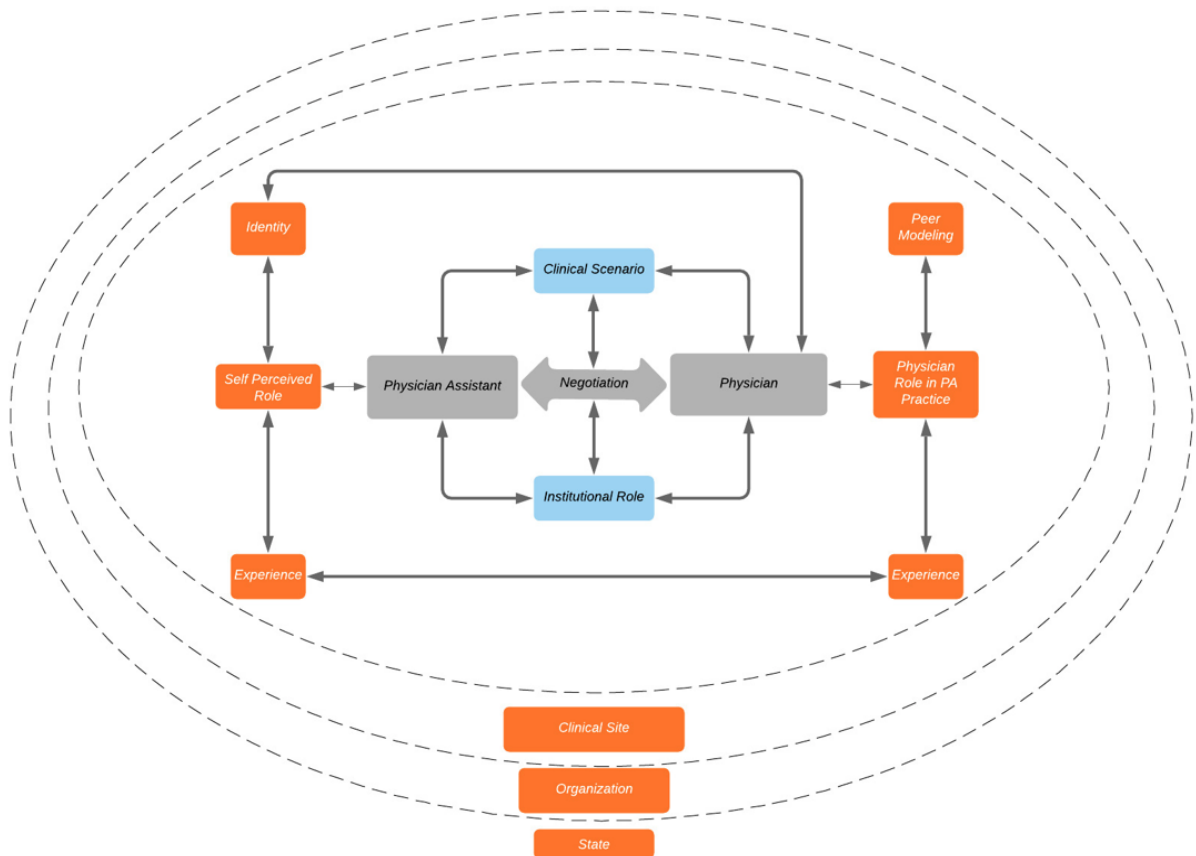 Identity
Peer
Modeling
Clinical Scenario
Self Perceived
Role
Physician Assistant
Negotiation
Physician
Physician
Role in PA
Practice
Institutional Role
Experience
Experience
Clinical Site
Organization
State